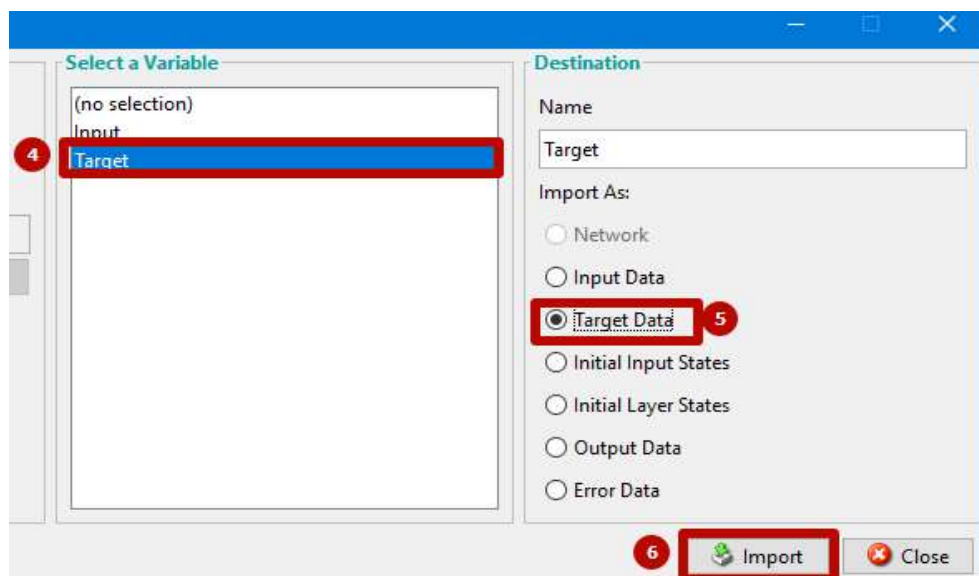 Select a Variable
(no selection)
Input
4
Target
Destination
Name
Target
Import As:
Network
Input Data
Target Data
5
Initial Input States
Initial Layer States
Output Data
Error Data
6
Import
Close